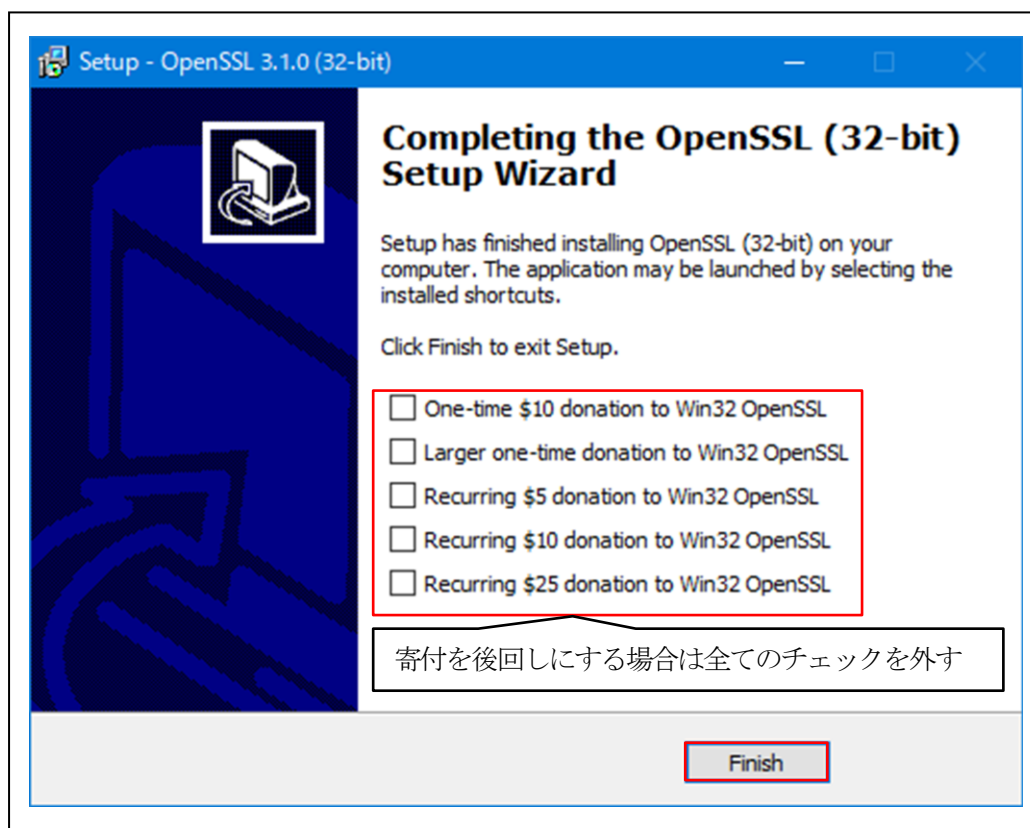 Setup - OpenSSL 3.1.0 (32-bit)
Completing the OpenSSL (32-bit)
Setup Wizard
Setup has finished installing OpenSSL (32-bit) on your
computer. The application may be launched by selecting the
installed shortcuts.
Click Finish to exit Setup.
One-time $10 donation to Win32 OpenSSL
Larger one-time donation to Win32 OpenSSL
Recurring $5 donation to Win32 OpenSSL
Recurring $10 donation to Win32 OpenSSL
Recurring $25 donation to Win32 OpenSSL
寄付を後回しにする場合は全てのチェックを外す
Finish